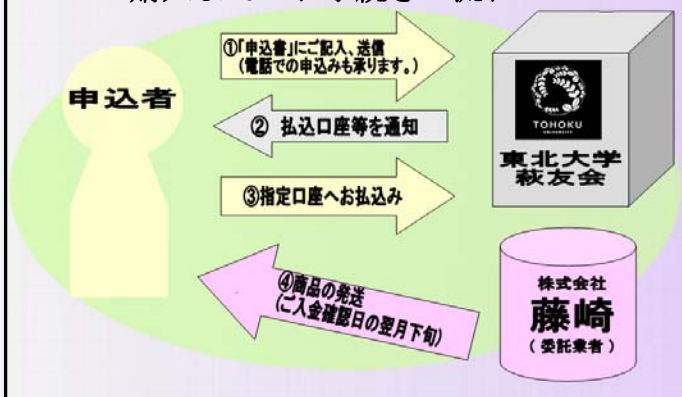 ①「申込書」にご記入、送信
（電話での申込みも承ります。）
申込者
TOHOKU
UNIVERSITY
② 払込口座等を通知
東北大学
萩友会
③指定口座へお払込み
④商品の発送
（ご入金確認日の翌月下旬）
株式会社
藤崎
（ 委託業者 ）